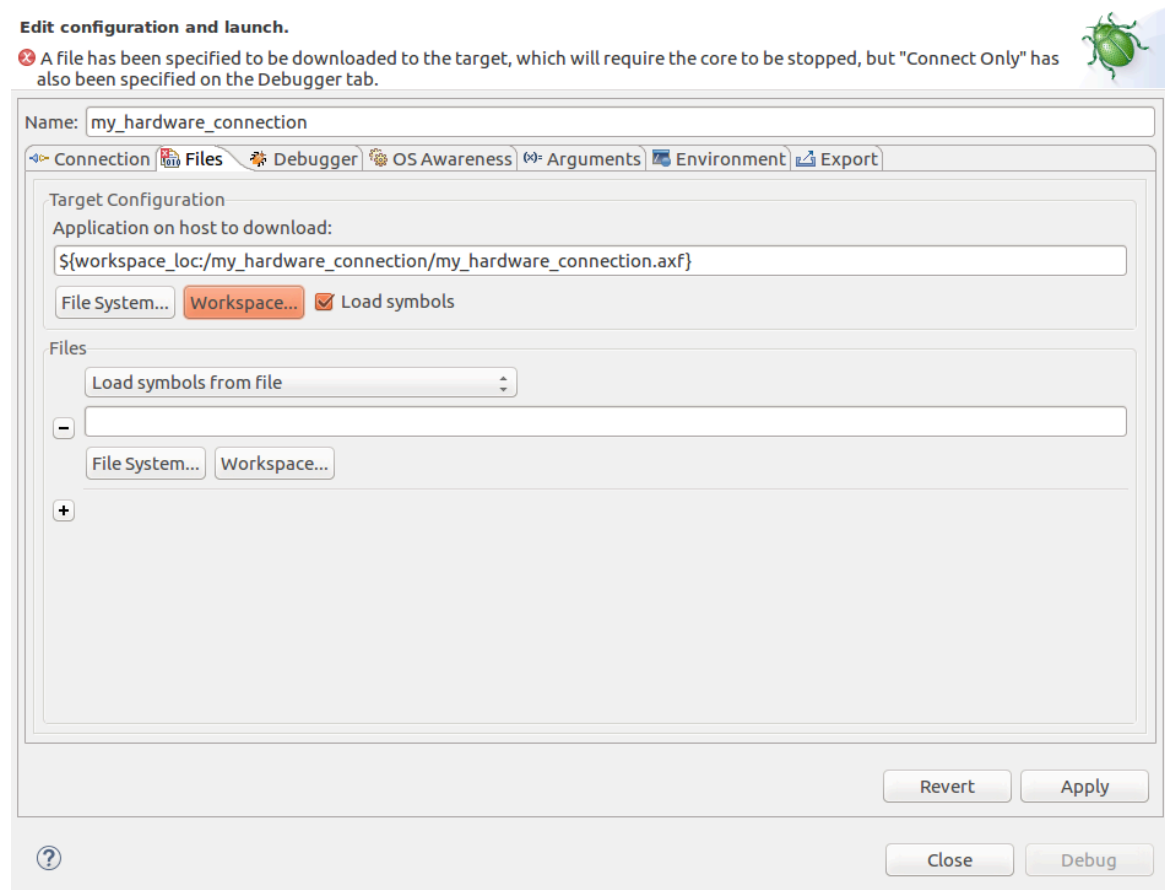 Edit configuration and launch.
A file has been specified to be downloaded to the target, which will require the core to be stopped, but "Connect Only" has
also been specified on the Debugger tab.
Name: my_hardware_connection
Connection Files Debugger OS Awareness Arguments Environment Export
Target Configuration
Application on host to download:
${workspace_loc:/my_hardware_connection/my_hardware_connection.axf}
File System... Workspace... Load symbols
Files
Load symbols from file
File System... Workspace...
Revert Apply
Close Debug